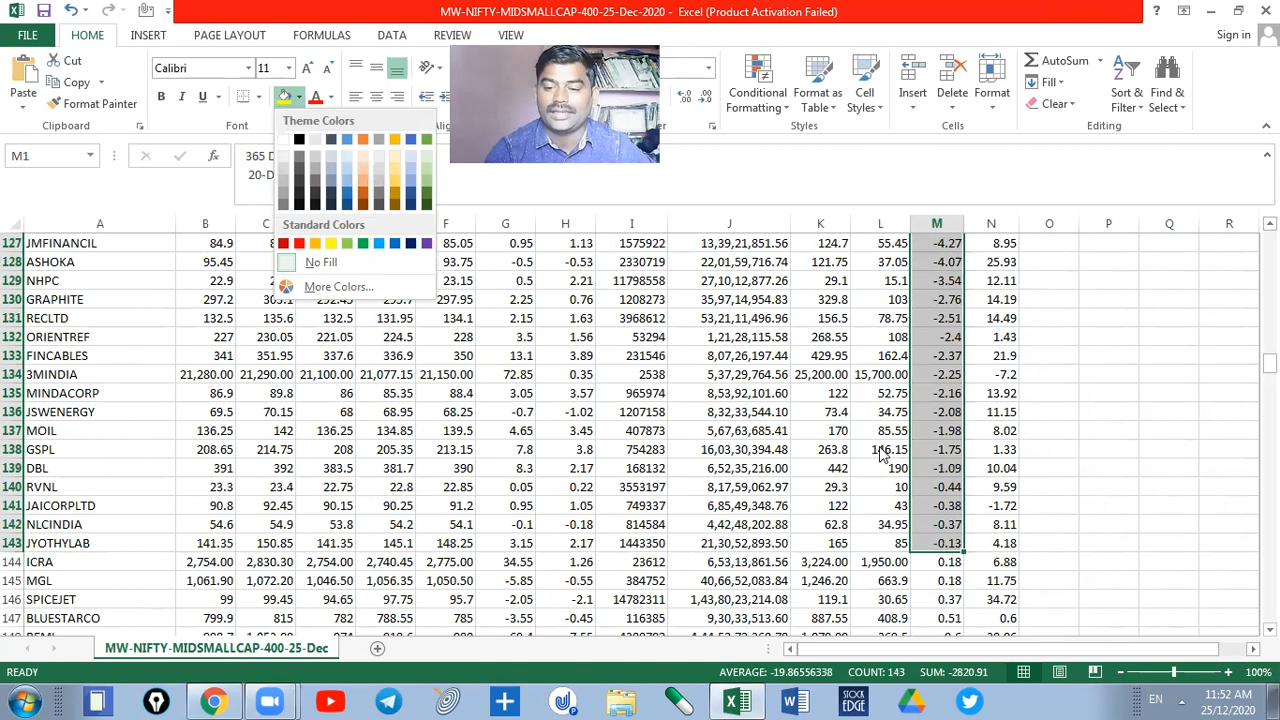 MW-NIFTY-MIDSMALLCAP-400-25-Dec-2020 - Excel (Product Activation Failed)
FILE HOME INSERT PAGE LAYOUT FORMULAS DATA REVIEW VIEW Sign in
Cut
Copy
Format Painter
Paste
Clipboard
Calibri 11
B I U A
Font
Conditional Formatting
Format as Table
Cell Styles
Styles
Insert Delete Format
Cells
AutoSum
Fill
Clear
Sort & Filter
Find & Select
Editing
Theme Colors
Standard Colors
No Fill
More Colors...
M1 fx 365 D
20-D
A B C F G H I J K L M N O P Q R
127 JMFINANCIL 84.9 85.05 0.95 1.13 1575922 13,39,21,851.56 124.7 55.45 -4.27 8.95
128 ASHOKA 95.45 93.75 -0.5 -0.53 2330719 22,01,59,716.74 121.75 37.05 -4.07 25.93
129 NHPC 22.9 23.1 0.5 2.21 11798558 27,10,12,877.26 29.1 15.1 -3.54 12.11
130 GRAPHITE 297.2 297.95 2.25 0.76 1208273 35,97,14,954.83 329.8 103 -2.76 14.19
131 RECLTD 132.5 135.6 132.5 131.95 134.1 2.15 1.63 3968612 53,21,11,496.96 156.5 78.75 -2.51 14.49
132 ORIENTREF 227 230.05 221.05 224.5 228 3.5 1.56 53294 1,21,28,115.58 268.55 108 -2.4 1.43
133 FINCABLES 341 351.95 337.6 336.9 350 13.1 3.89 231546 8,07,26,197.44 429.95 162.4 -2.37 21.9
134 3MINDIA 21,280.00 21,290.00 21,100.00 21,077.15 21,150.00 72.85 0.35 2538 5,37,29,764.56 25,200.00 15,700.00 -2.25 -7.2
135 MINDACORP 86.9 89.8 86 85.35 88.4 3.05 3.57 965974 8,53,92,101.60 122 52.75 -2.16 13.92
136 JSWENERGY 69.5 70.15 68 68.95 68.25 -0.7 -1.02 1207158 8,32,33,544.10 73.4 34.75 -2.08 11.15
137 MOIL 136.25 142 136.25 134.85 139.5 4.65 3.45 407873 5,67,63,685.41 170 85.55 -1.98 8.02
138 GSPL 208.65 214.75 208 205.35 213.15 7.8 3.8 754283 16,03,30,394.48 263.8 -1.75 1.33
139 DBL 391 392 383.5 381.7 390 8.3 2.17 168132 6,52,35,216.00 442 190 -1.09 10.04
140 RVNL 23.3 23.4 22.75 22.8 22.85 0.05 0.22 3553197 8,17,59,062.97 29.3 10 -0.44 9.59
141 JAICORPLTD 90.8 92.45 90.15 90.25 91.2 0.95 1.05 749337 6,85,49,348.76 122 43 -0.38 -1.72
142 NLCINDIA 54.6 54.9 53.8 54.2 54.1 -0.1 -0.18 814584 4,42,48,202.88 62.8 34.95 -0.37 8.11
143 JYOTHYLAB 141.35 150.85 141.35 145.1 148.25 3.15 2.17 1443350 21,30,52,893.50 165 85 -0.13 4.18
144 ICRA 2,754.00 2,830.30 2,754.00 2,740.45 2,775.00 34.55 1.26 23612 6,53,13,861.56 3,224.00 1,950.00 0.18 6.88
145 MGL 1,061.90 1,072.20 1,046.50 1,056.35 1,050.50 -5.85 -0.55 384752 40,66,52,083.84 1,246.20 663.9 0.18 11.75
146 SPICEJET 99 99.45 94.65 97.75 95.7 -2.05 -2.1 14782311 1,43,80,23,214.08 119.1 30.65 0.37 34.72
147 BLUESTARCO 799.9 815 782 788.55 785 -3.55 -0.45 116385 9,30,33,513.60 887.55 408.9 0.51 0.6
MW-NIFTY-MIDSMALLCAP-400-25-Dec
READY AVERAGE: -19.86556338 COUNT: 143 SUM: -2820.91 100%
STOCK EDGE
EN
11:52 AM
25/12/2020